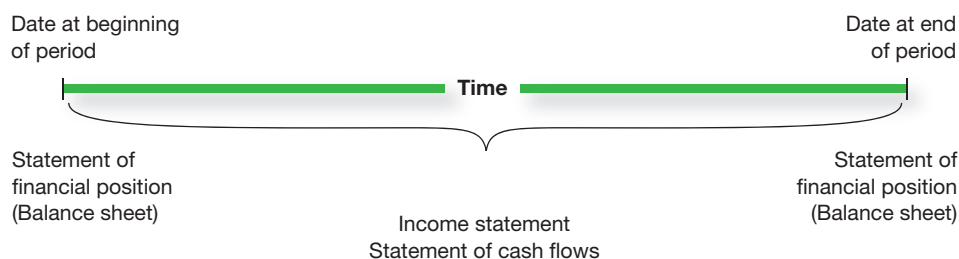 Date at beginning
of period
Date at end
of period
Time
Statement of
financial position
(Balance sheet)
Statement of
financial position
(Balance sheet)
Income statement
Statement of cash flows